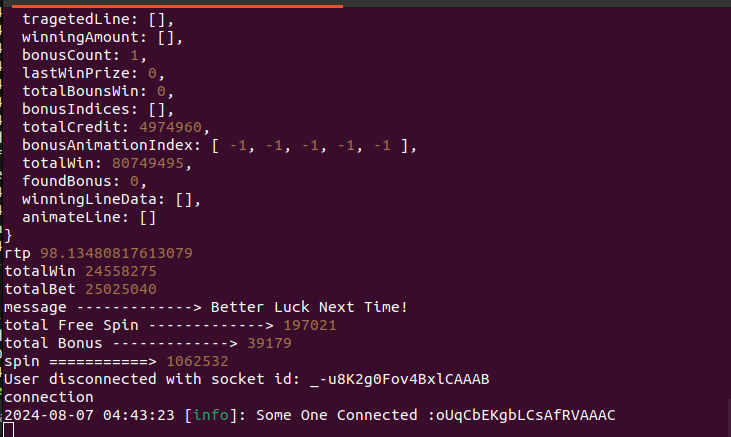 tragetedLine: [],
winningAmount: [],
bonusCount: 1,
lastWinPrize: 0,
totalBounsWin: 0,
bonusIndices: [],
totalCredit: 4974960,
bonusAnimationIndex: [ -1, -1, -1, -1, -1 ],
totalWin: 80749495,
foundBonus: 0,
winningLineData: [],
animateLine: []
}
rtp 98.13480817613079
totalWin 24558275
totalBet 25025040
message -------------> Better Luck Next Time!
total Free Spin -------------> 197021
total Bonus -------------> 39179
spin ===========> 1062532
User disconnected with socket id: _-u8K2g0Fov4BxlCAAAB
connection
2024-08-07 04:43:23 [info]: Some One Connected :oUqCbEKgbLCsAfRVAAAC